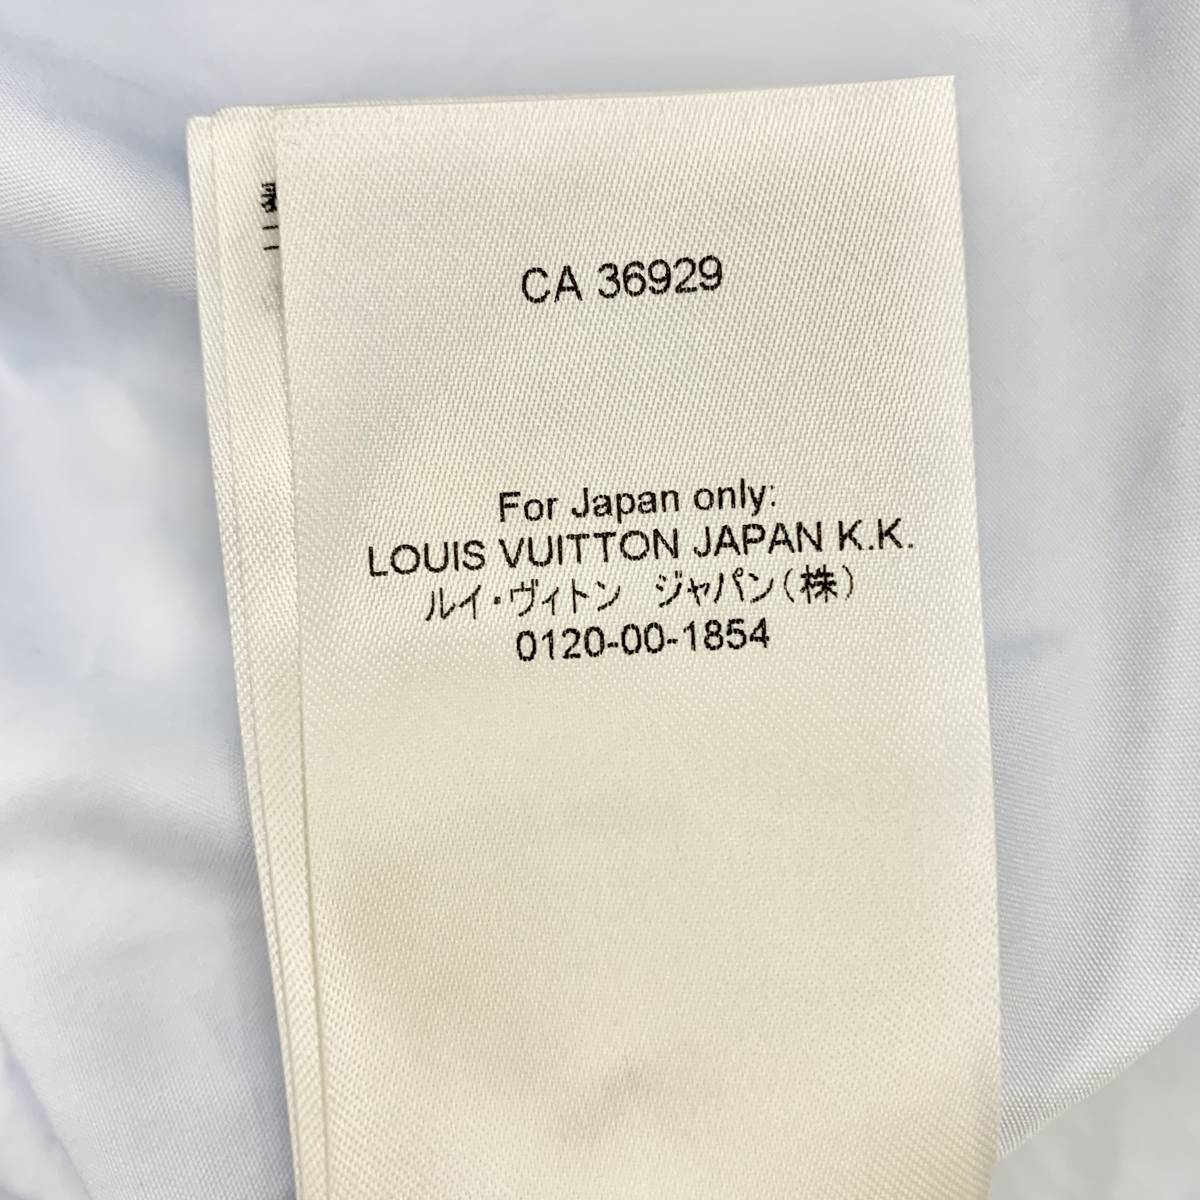 CA 36929
For Japan only:
LOUIS VUITTON JAPAN K.K.
ルイ・ヴィトン ジャパン(株)
0120-00-1854